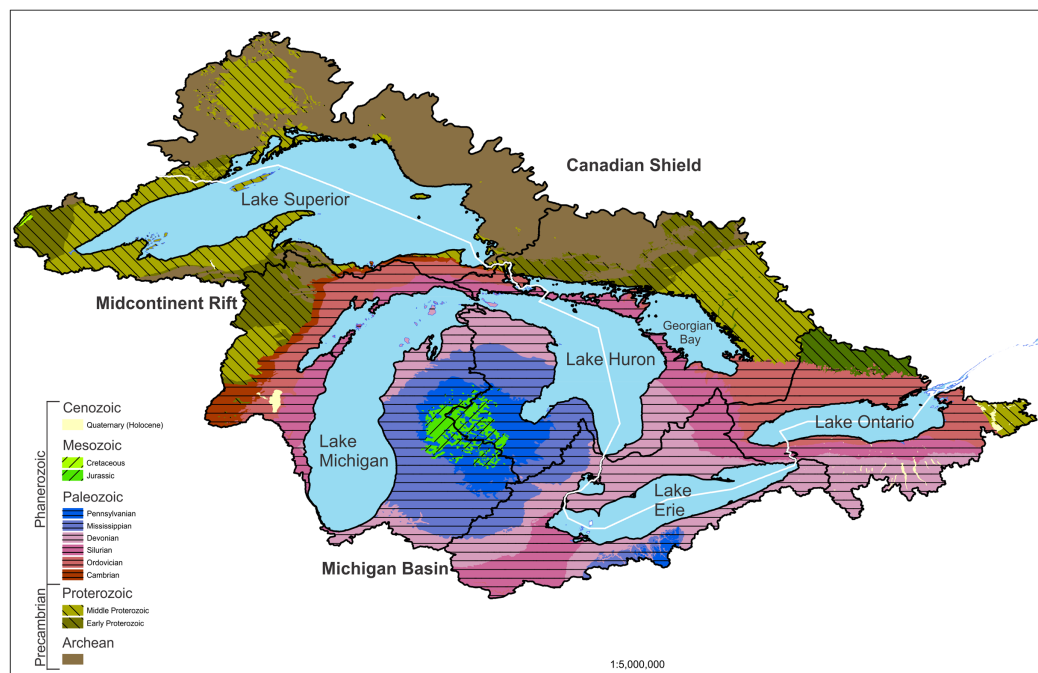 Canadian Shield
Lake Superior
Midcontinent Rift
Georgian
Bay
Lake Huron
Lake Ontario
Lake
Michigan
Lake
Erie
Michigan Basin
Phanerozoic
Cenozoic
Quaternary (Holocene)
Mesozoic
Cretaceous
Jurassic
Paleozoic
Pennsylvanian
Mississippian
Devonian
Silurian
Ordovician
Cambrian
Precambrian
Proterozoic
Middle Proterozoic
Early Proterozoic
Archean
1:5,000,000